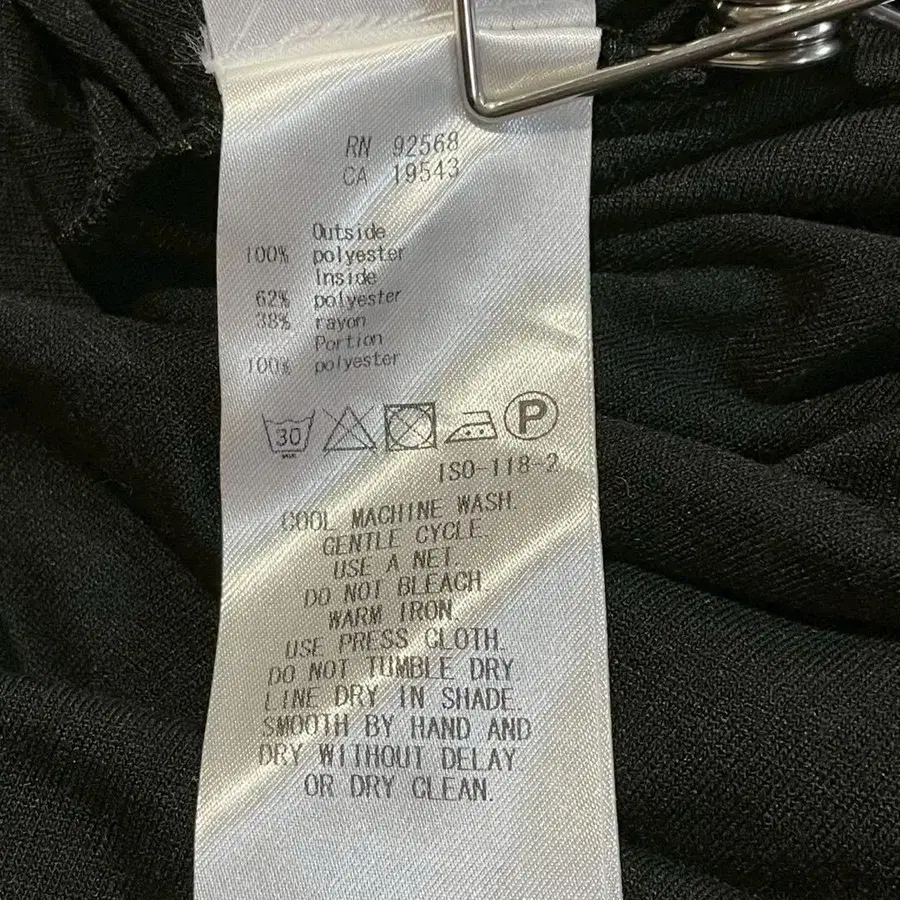 RN 92568
CA 19543
Outside
100% polyester
Inside
62% polyester
38% rayon
Portion
100% polyester
30
P
ISO-118-2
COOL MACHINE WASH.
GENTLE CYCLE.
USE A NET.
DO NOT BLEACH
WARM IRON
USE PRESS CLOTH.
DO NOT TUMBLE DRY.
LINE DRY IN SHADE.
SMOOTH BY HAND AND
DRY WITHOUT DELAY
OR DRY CLEAN.